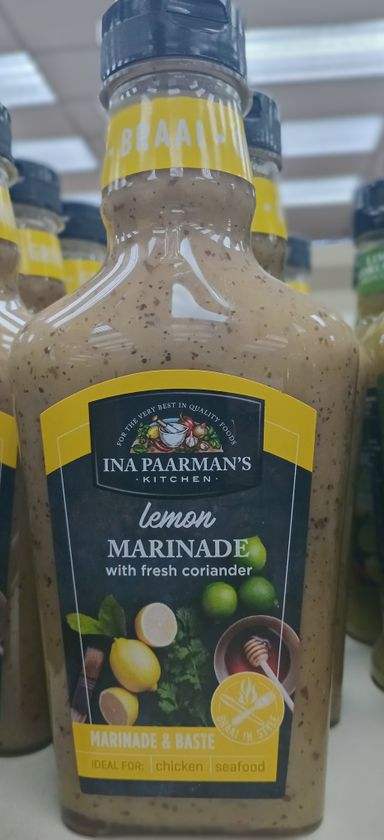 BRAAI
FOR THE VERY BEST IN QUALITY FOODS
INA PAARMAN'S
· KITCHEN ·
lemon
MARINADE
with fresh coriander
BRAAI IN STYLE
MARINADE & BASTE
IDEAL FOR: chicken seafood